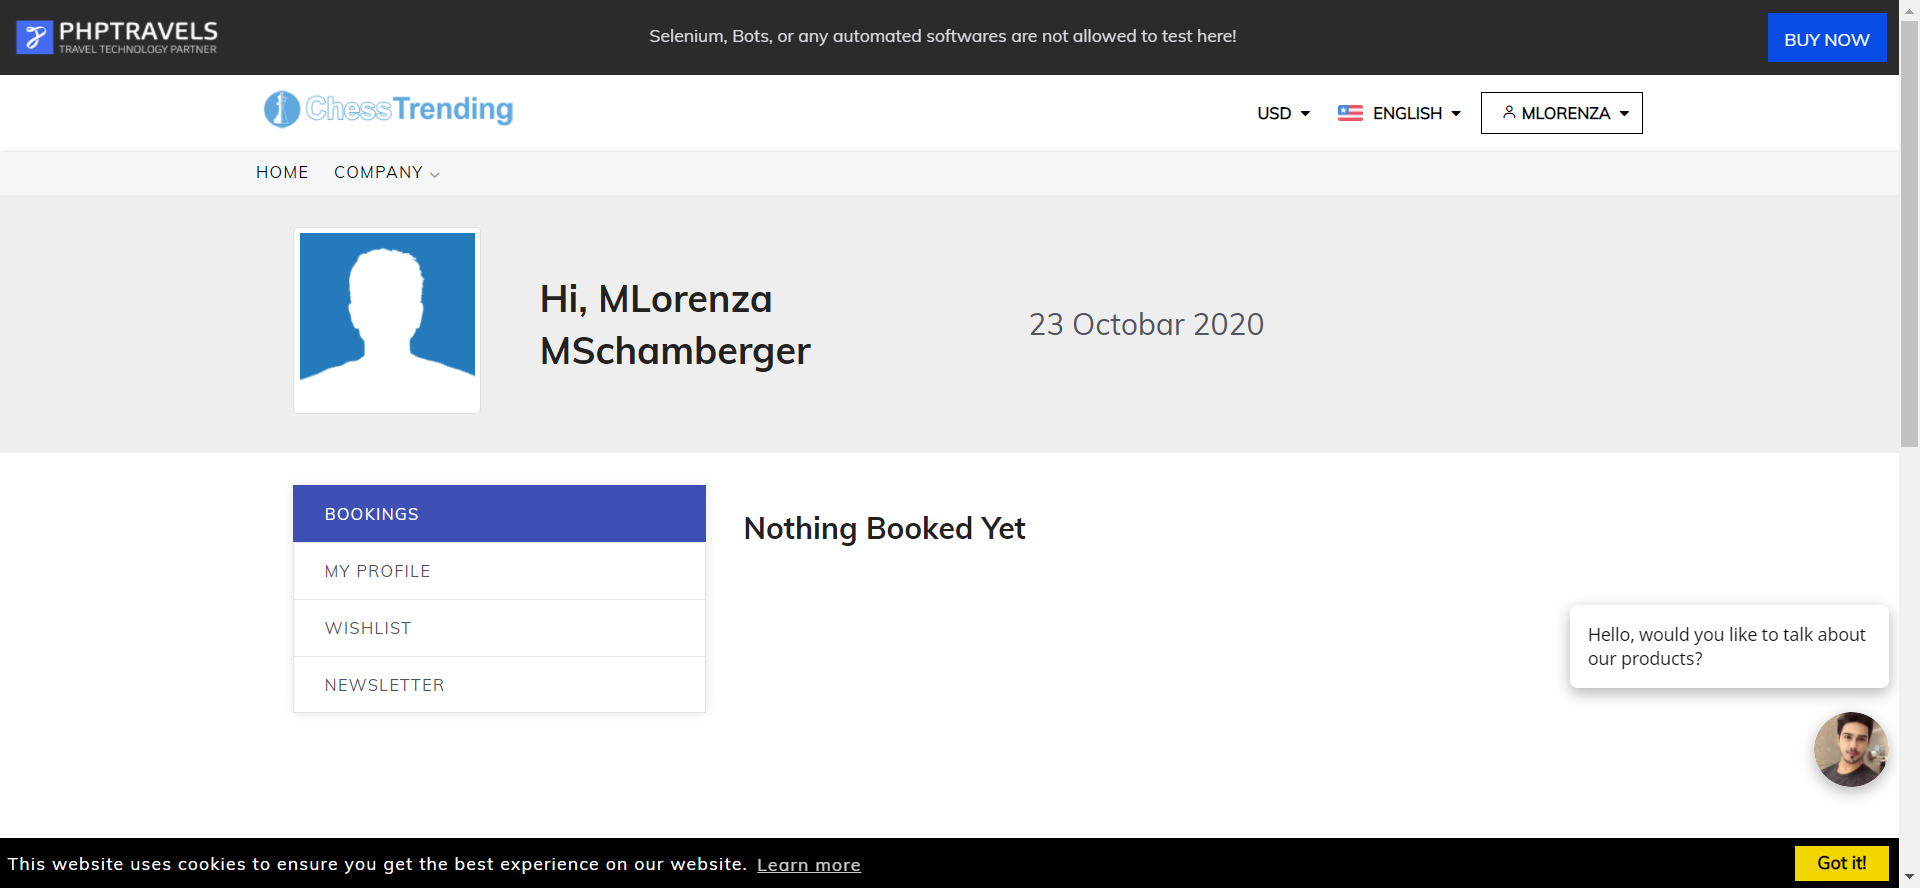 PHPTRAVELS
TRAVEL TECHNOLOGY PARTNER
Selenium, Bots, or any automated softwares are not allowed to test here!
BUY NOW
ChessTrending
USD
ENGLISH
MLORENZA
HOME
COMPANY
Hi, MLorenza
MSchamberger
23 Octobar 2020
BOOKINGS
MY PROFILE
WISHLIST
NEWSLETTER
Nothing Booked Yet
Hello, would you like to talk about
our products?
This website uses cookies to ensure you get the best experience on our website. Learn more
Got it!